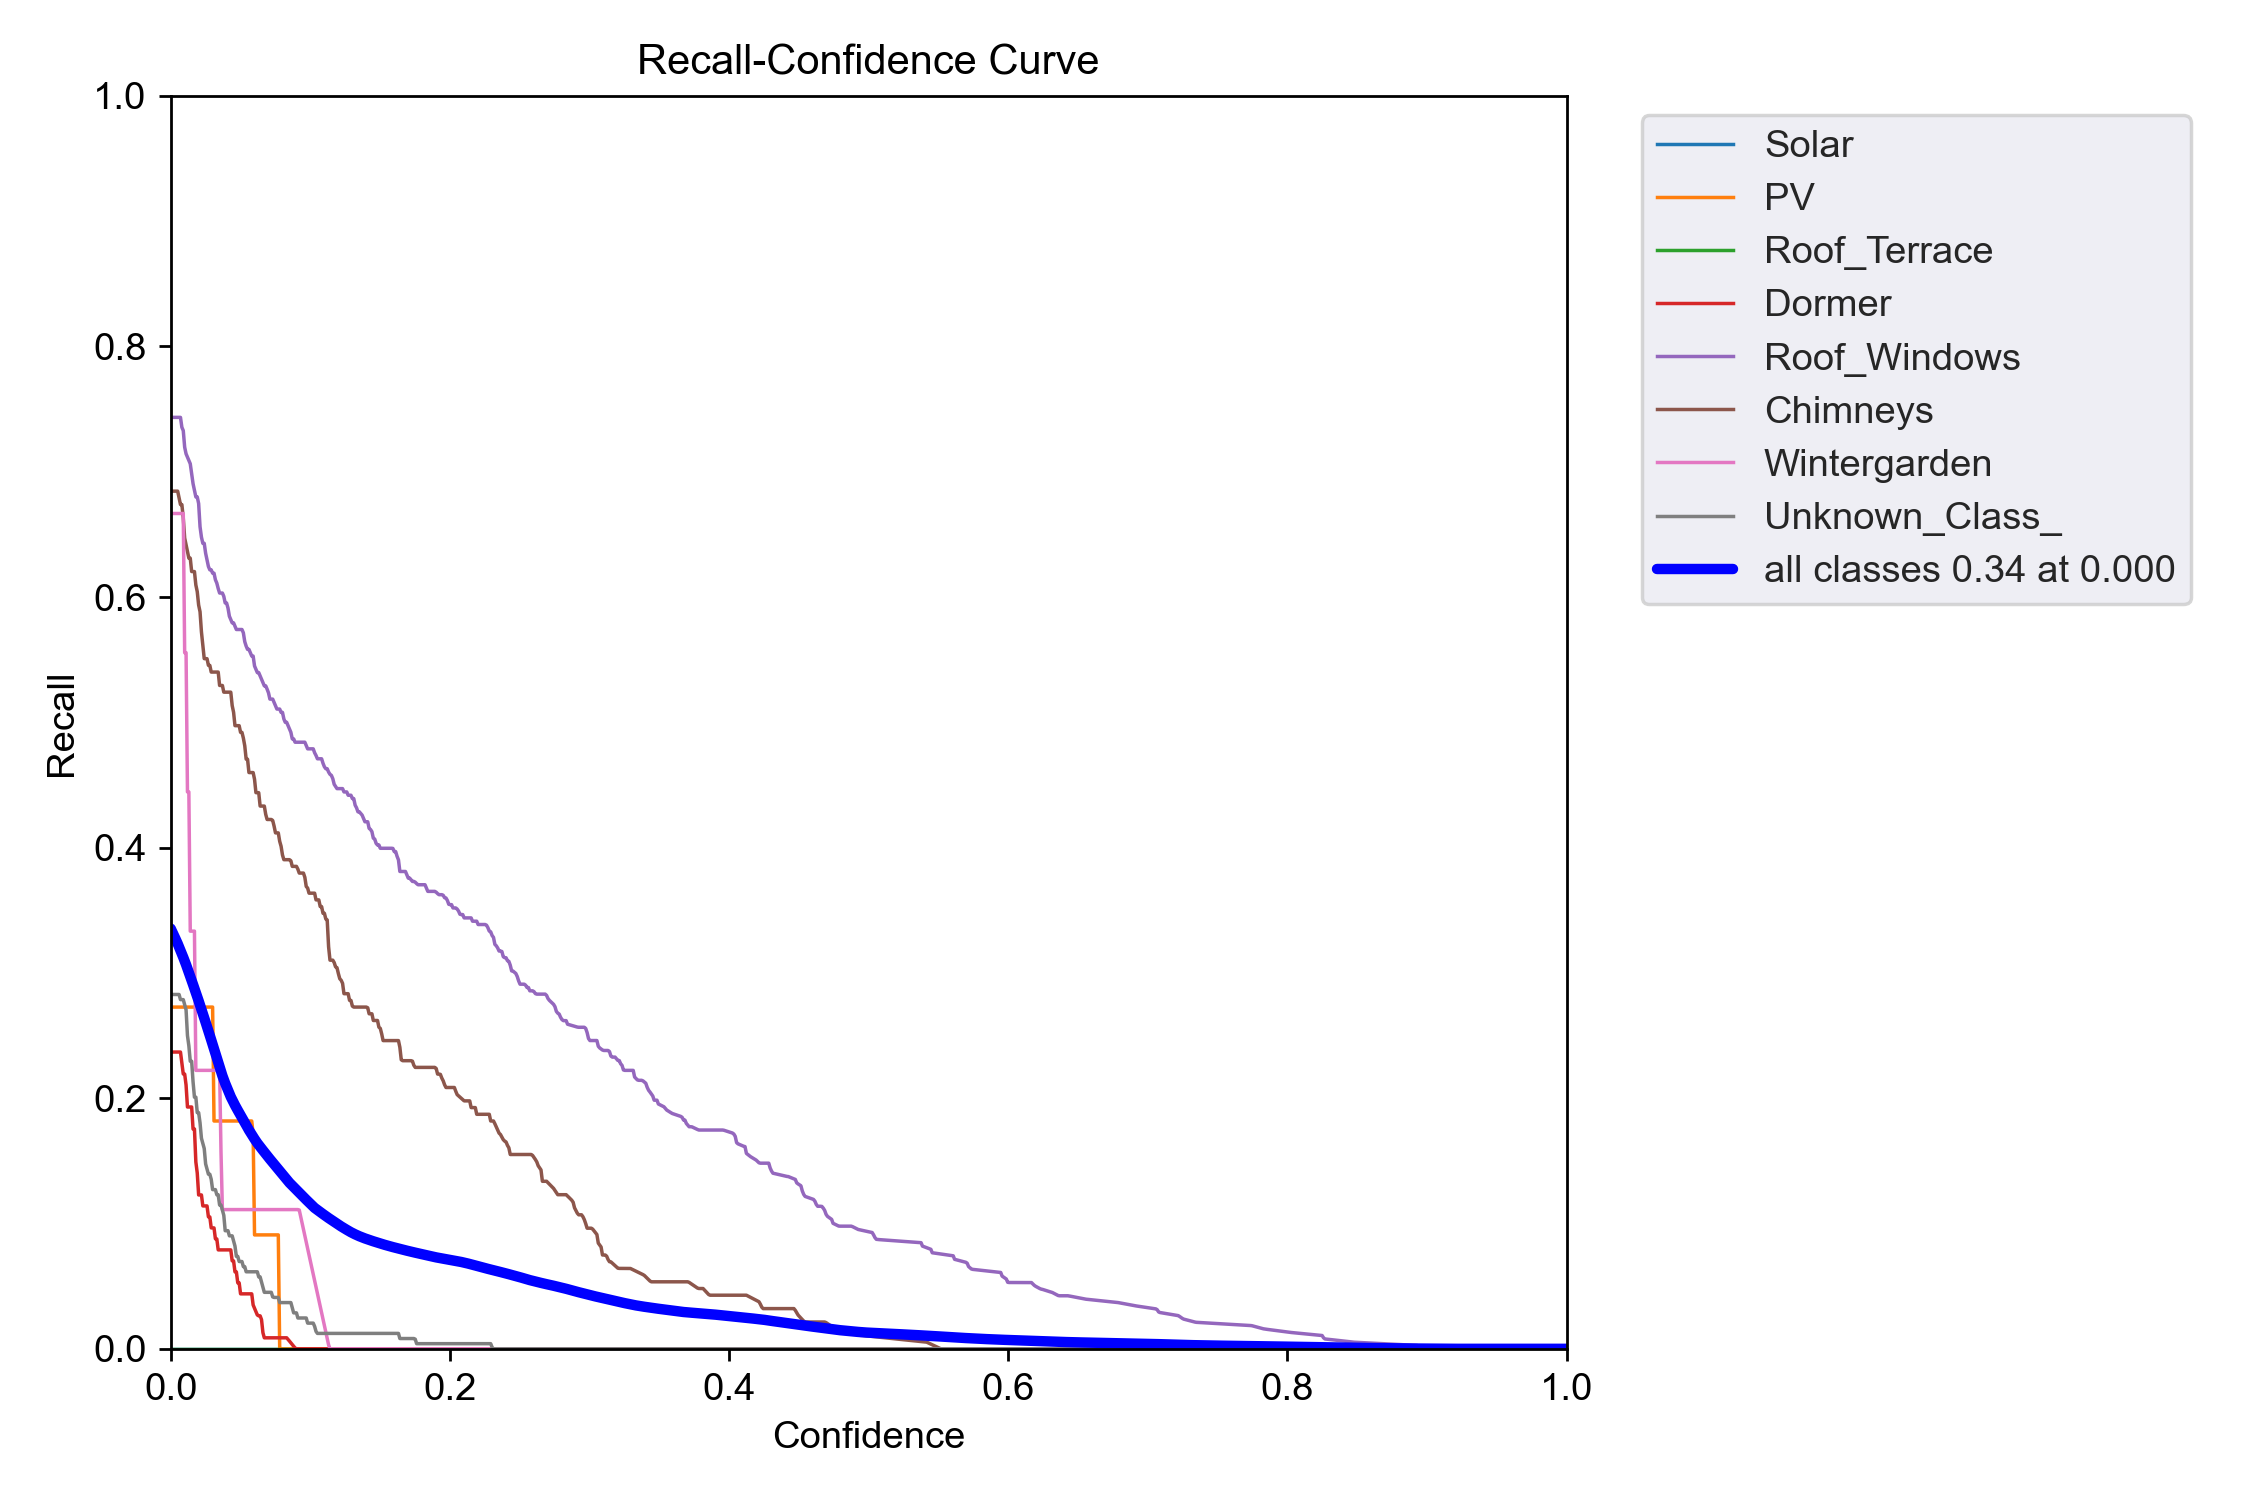 Recall-Confidence Curve
1.0
0.8
0.6
0.4
0.2
0.0
Recall
0.0 0.2 0.4 0.6 0.8 1.0
Confidence
Solar
PV
Roof_Terrace
Dormer
Roof_Windows
Chimneys
Wintergarden
Unknown_Class_
all classes 0.34 at 0.000